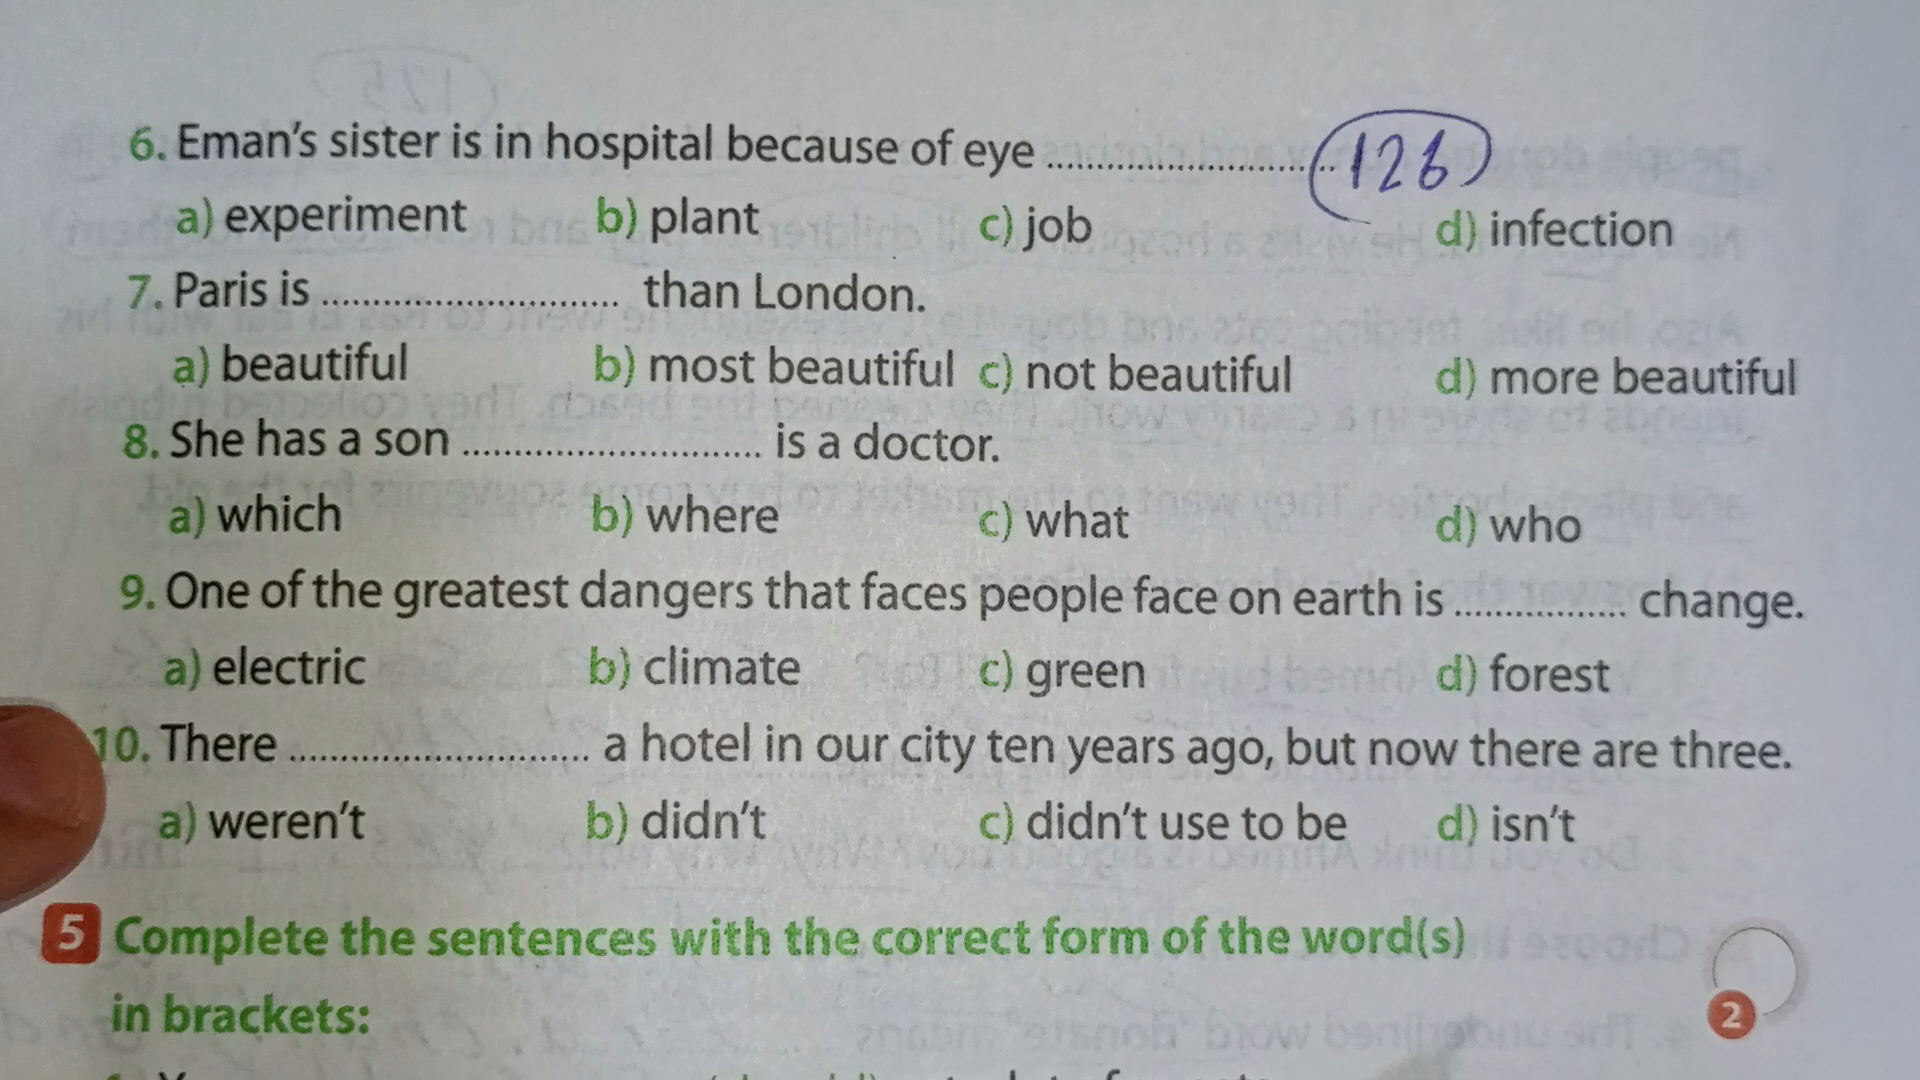 6. Eman's sister is in hospital because of eye .............................. 126
a) experiment b) plant c) job d) infection
7. Paris is .............................. than London.
a) beautiful b) most beautiful c) not beautiful d) more beautiful
8. She has a son .............................. is a doctor.
a) which b) where c) what d) who
9. One of the greatest dangers that faces people face on earth is ................. change.
a) electric b) climate c) green d) forest
10. There .............................. a hotel in our city ten years ago, but now there are three.
a) weren't b) didn't c) didn't use to be d) isn't
5 Complete the sentences with the correct form of the word(s)
in brackets:
2